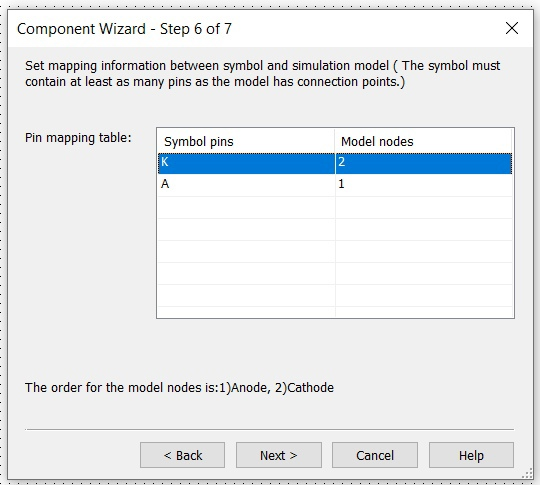 Component Wizard - Step 6 of 7
Set mapping information between symbol and simulation model ( The symbol must
contain at least as many pins as the model has connection points.)
Pin mapping table:
Symbol pins Model nodes
K 2
A 1
The order for the model nodes is:1)Anode, 2)Cathode
< Back Next > Cancel Help